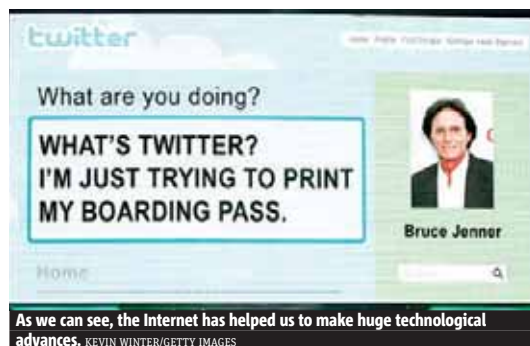 twitter
What are you doing?
WHAT'S TWITTER?
I'M JUST TRYING TO PRINT
MY BOARDING PASS.
Bruce Jenner
Home
As we can see, the Internet has helped us to make huge technological
advances. KEVIN WINTER/GETTY IMAGES